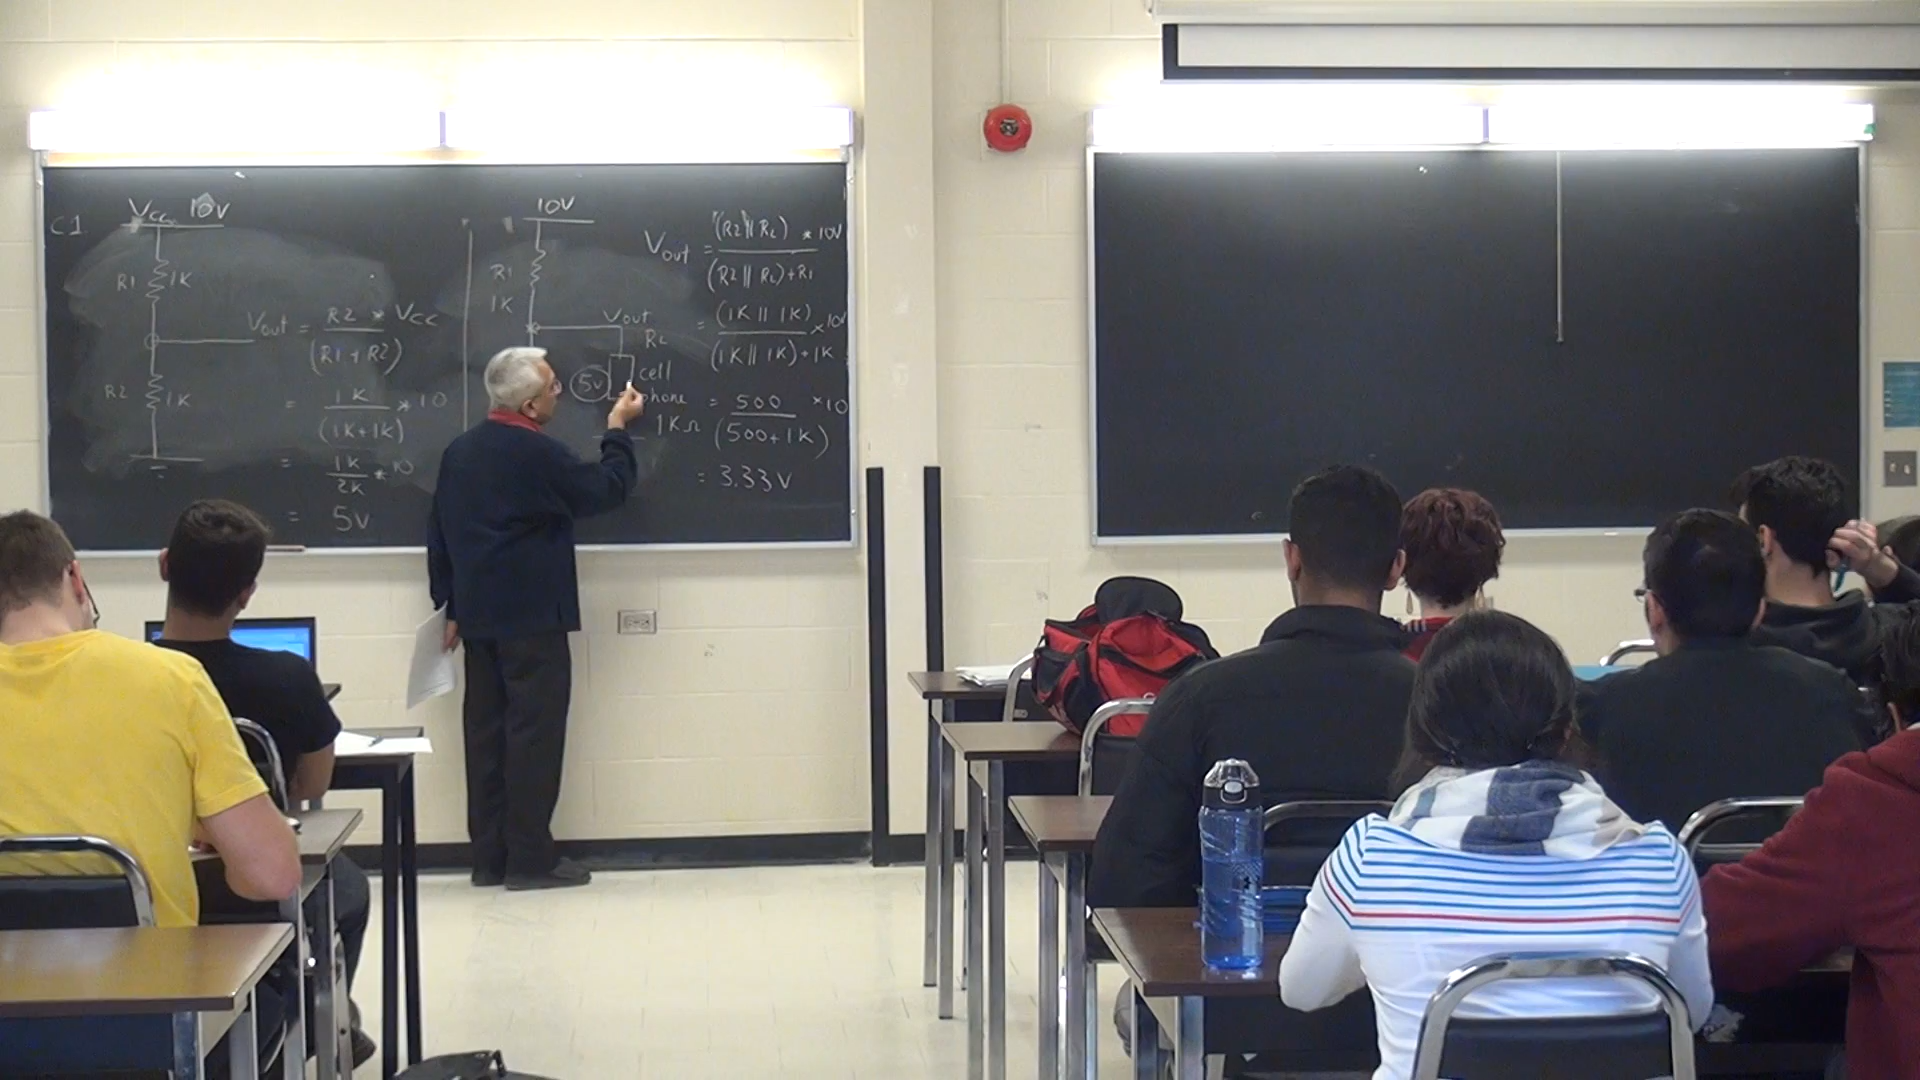 C1
Vcc 10V
R1 1K
Vout = R2 * Vcc
(R1 + R2)
R2 1K
= 1K * 10
(1K+1K)
= 1K * 10
2K
= 5V
10V
R1
1K
Vout
RL
5V cell
phone
1KΩ
Vout = (R2 || RL) * 10V
(R2 || RL)+R1
= (1K || 1K) * 10V
(1K || 1K)+1K
= 500 *10
(500+1K)
= 3.33V